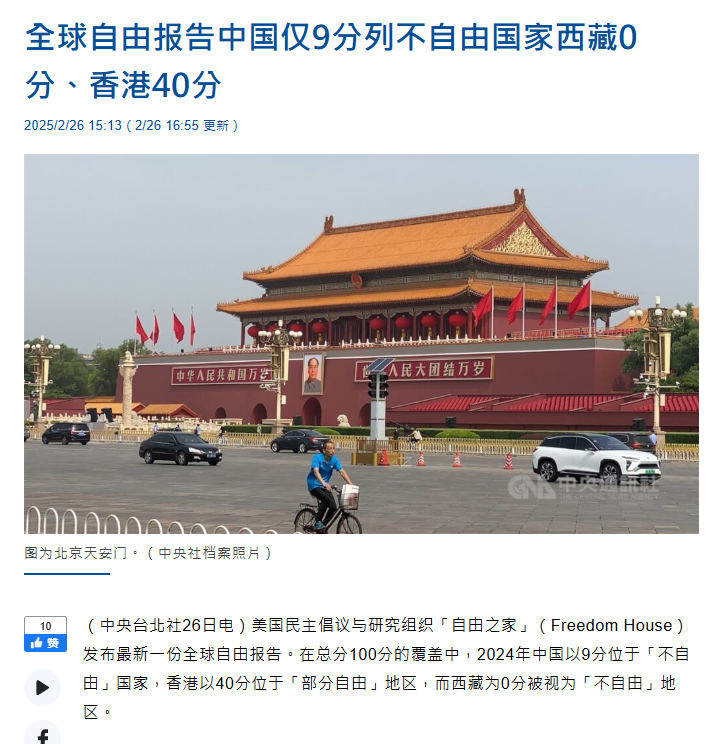 全球自由报告中国仅9分列不自由国家西藏0
分、香港40分
2025/2/26 15:13（2/26 16:55 更新）
中华人民共和国万岁
人民大团结万岁
CNA 中央通訊社
图为北京天安门。（中央社档案照片）
10
赞
（中央台北社26日电）美国民主倡议与研究组织「自由之家」（Freedom House）
发布最新一份全球自由报告。在总分100分的覆盖中，2024年中国以9分位于「不自
由」国家，香港以40分位于「部分自由」地区，而西藏为0分被视为「不自由」地
区。